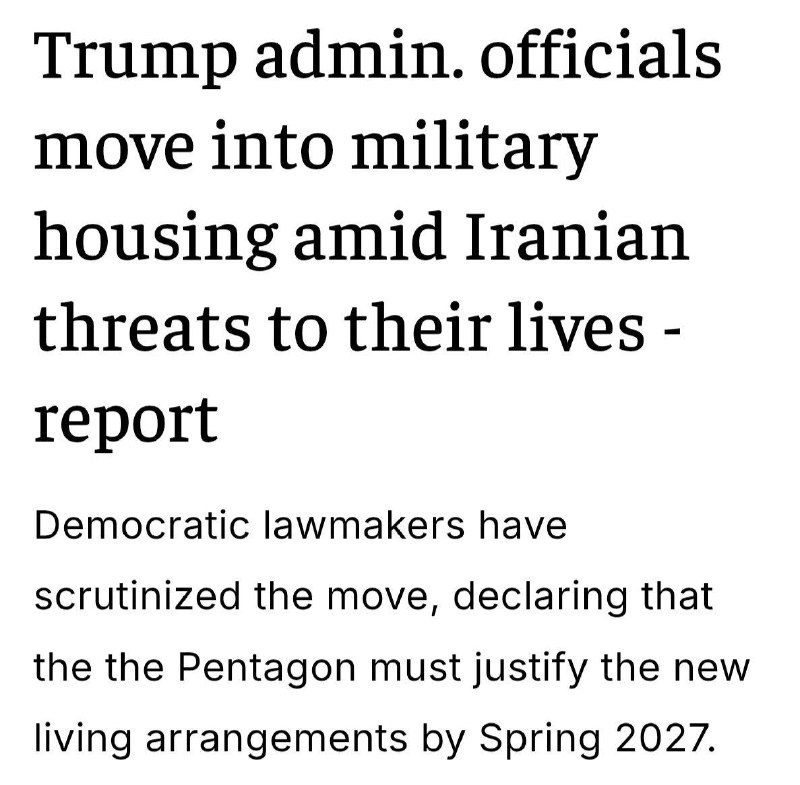 Trump admin. officials
move into military
housing amid Iranian
threats to their lives -
report
Democratic lawmakers have
scrutinized the move, declaring that
the the Pentagon must justify the new
living arrangements by Spring 2027.